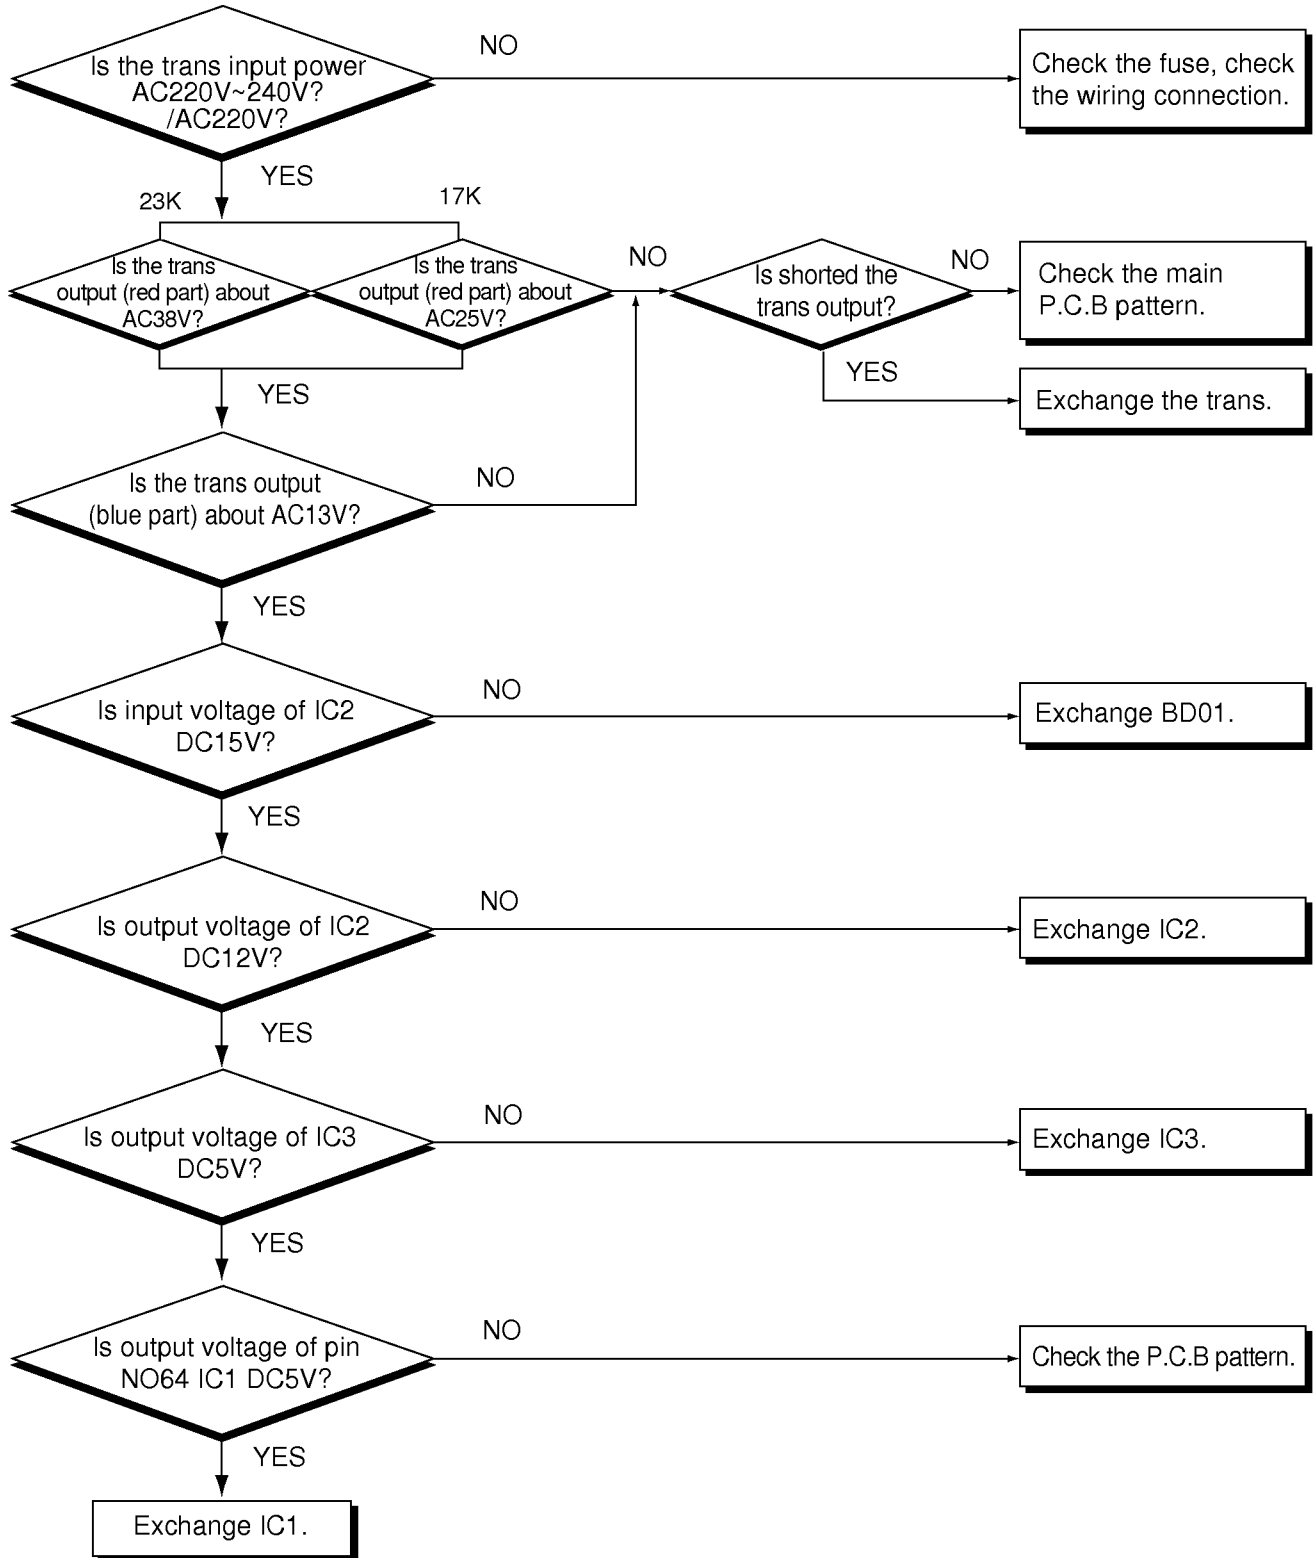 Is the trans input power
AC220V~240V?
/AC220V?
NO
Check the fuse, check
the wiring connection.
YES
23K
17K
Is the trans
output (red part) about
AC38V?
Is the trans
output (red part) about
AC25V?
NO
Is shorted the
trans output?
NO
Check the main
P.C.B pattern.
YES
Exchange the trans.
YES
Is the trans output
(blue part) about AC13V?
NO
YES
Is input voltage of IC2
DC15V?
NO
Exchange BD01.
YES
Is output voltage of IC2
DC12V?
NO
Exchange IC2.
YES
Is output voltage of IC3
DC5V?
NO
Exchange IC3.
YES
Is output voltage of pin
NO64 IC1 DC5V?
NO
Check the P.C.B pattern.
YES
Exchange IC1.